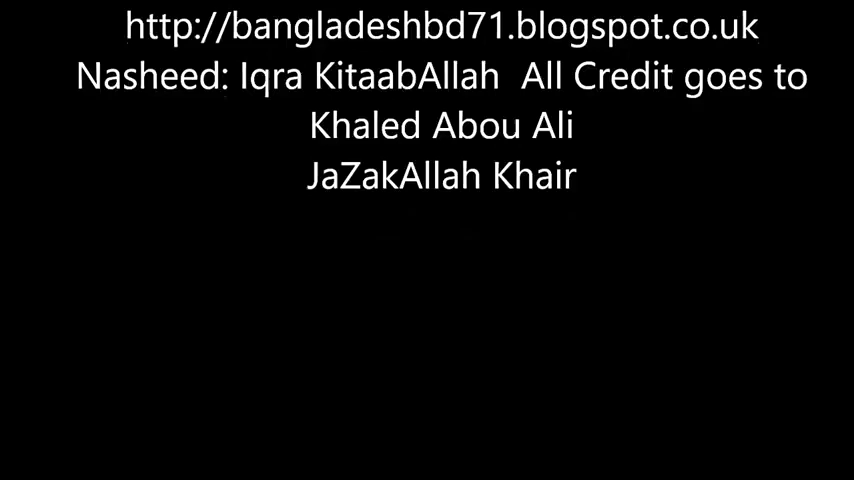 http://bangladeshbd71.blogspot.co.uk
Nasheed: Iqra KitaabAllah  All Credit goes to
Khaled Abou Ali
JaZakAllah Khair